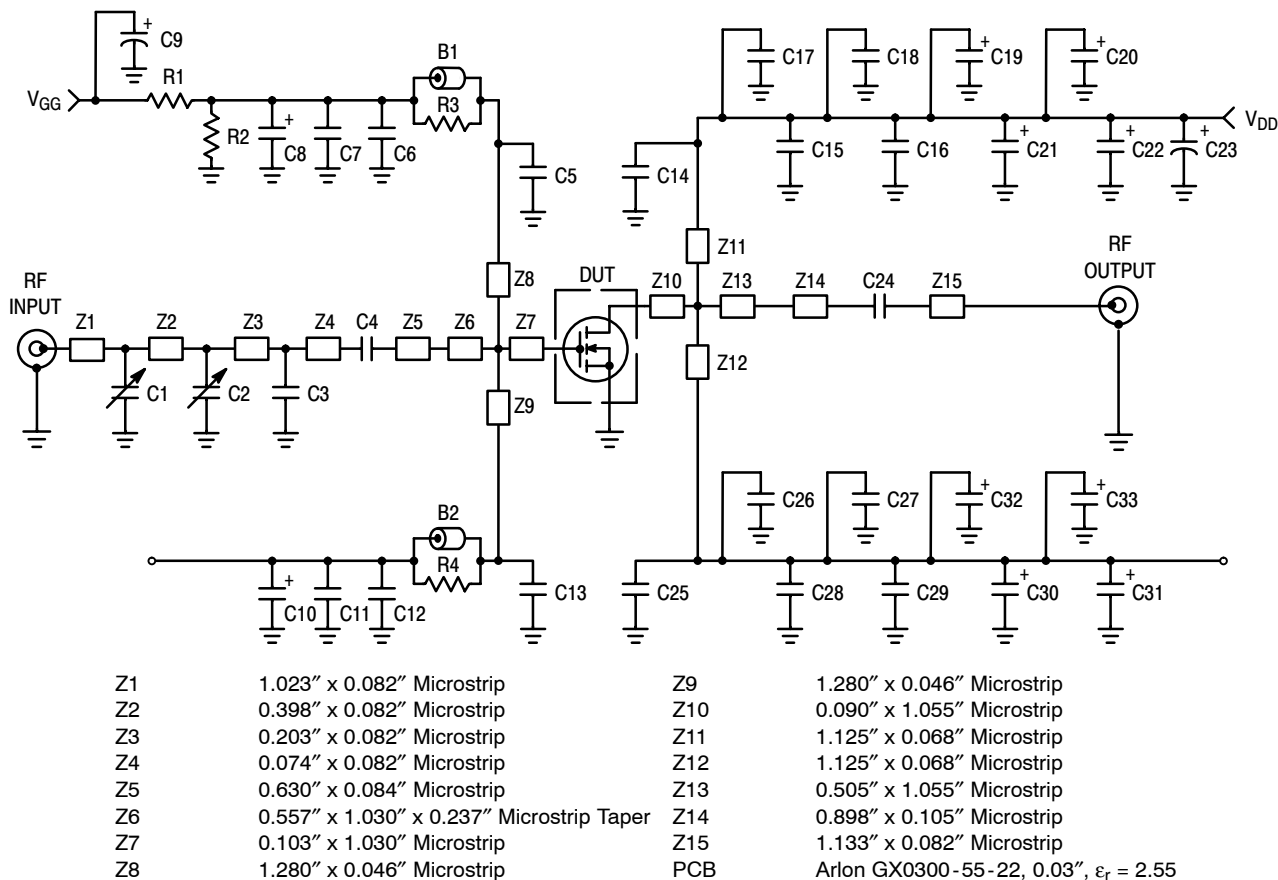 C9
+
B1
C17
C18
+
C19
+
C20
R1
V_GG
R3
V_DD
R2
+
C8
C7
C6
C15
C16
+
C21
+
C22
+
C23
C5
C14
Z11
RF
INPUT
Z8
DUT
Z10
Z13
Z14
C24
Z15
RF
OUTPUT
Z1
Z2
Z3
Z4
C4
Z5
Z6
Z7
Z12
C1
C2
C3
Z9
C26
C27
+
C32
+
C33
B2
R4
+
C10
C11
C12
C13
C25
C28
C29
+
C30
+
C31
Z1 1.023″ x 0.082″ Microstrip
Z2 0.398″ x 0.082″ Microstrip
Z3 0.203″ x 0.082″ Microstrip
Z4 0.074″ x 0.082″ Microstrip
Z5 0.630″ x 0.084″ Microstrip
Z6 0.557″ x 1.030″ x 0.237″ Microstrip Taper
Z7 0.103″ x 1.030″ Microstrip
Z8 1.280″ x 0.046″ Microstrip
Z9 1.280″ x 0.046″ Microstrip
Z10 0.090″ x 1.055″ Microstrip
Z11 1.125″ x 0.068″ Microstrip
Z12 1.125″ x 0.068″ Microstrip
Z13 0.505″ x 1.055″ Microstrip
Z14 0.898″ x 0.105″ Microstrip
Z15 1.133″ x 0.082″ Microstrip
PCB Arlon GX0300-55-22, 0.03″, εr = 2.55